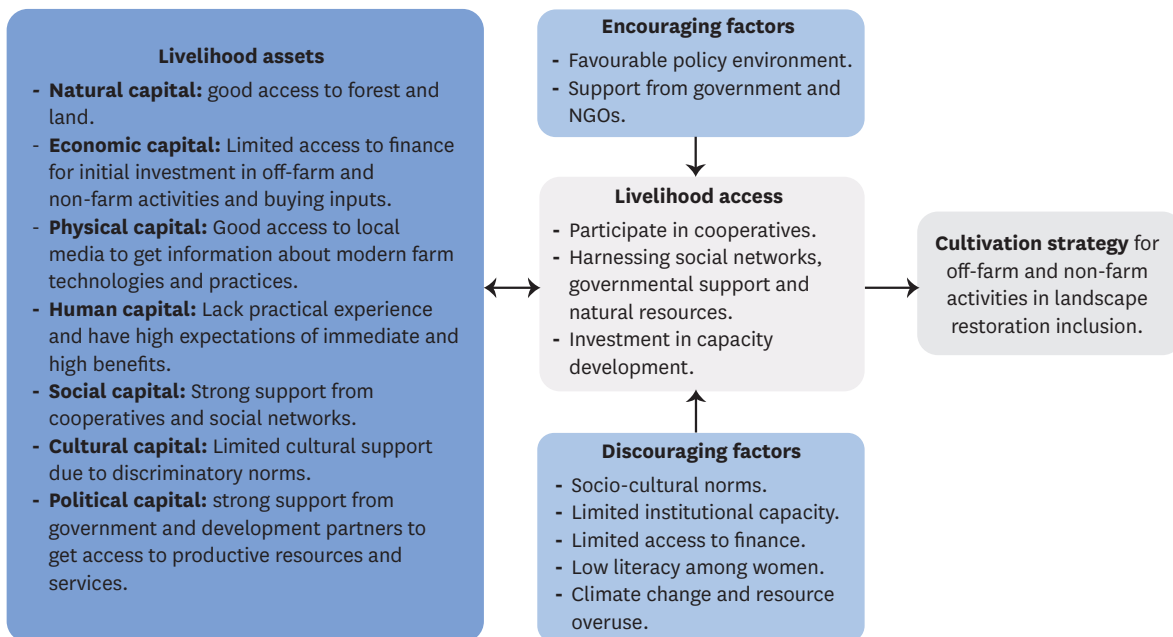 Livelihood assets
- Natural capital: good access to forest and
land.
- Economic capital: Limited access to finance
for initial investment in off-farm and
non-farm activities and buying inputs.
- Physical capital: Good access to local
media to get information about modern farm
technologies and practices.
- Human capital: Lack practical experience
and have high expectations of immediate and
high benefits.
- Social capital: Strong support from
cooperatives and social networks.
- Cultural capital: Limited cultural support
due to discriminatory norms.
- Political capital: strong support from
government and development partners to
get access to productive resources and
services.
Encouraging factors
- Favourable policy environment.
- Support from government and
NGOs.
Livelihood access
- Participate in cooperatives.
- Harnessing social networks,
governmental support and
natural resources.
- Investment in capacity
development.
Discouraging factors
- Socio-cultural norms.
- Limited institutional capacity.
- Limited access to finance.
- Low literacy among women.
- Climate change and resource
overuse.
Cultivation strategy for
off-farm and non-farm
activities in landscape
restoration inclusion.